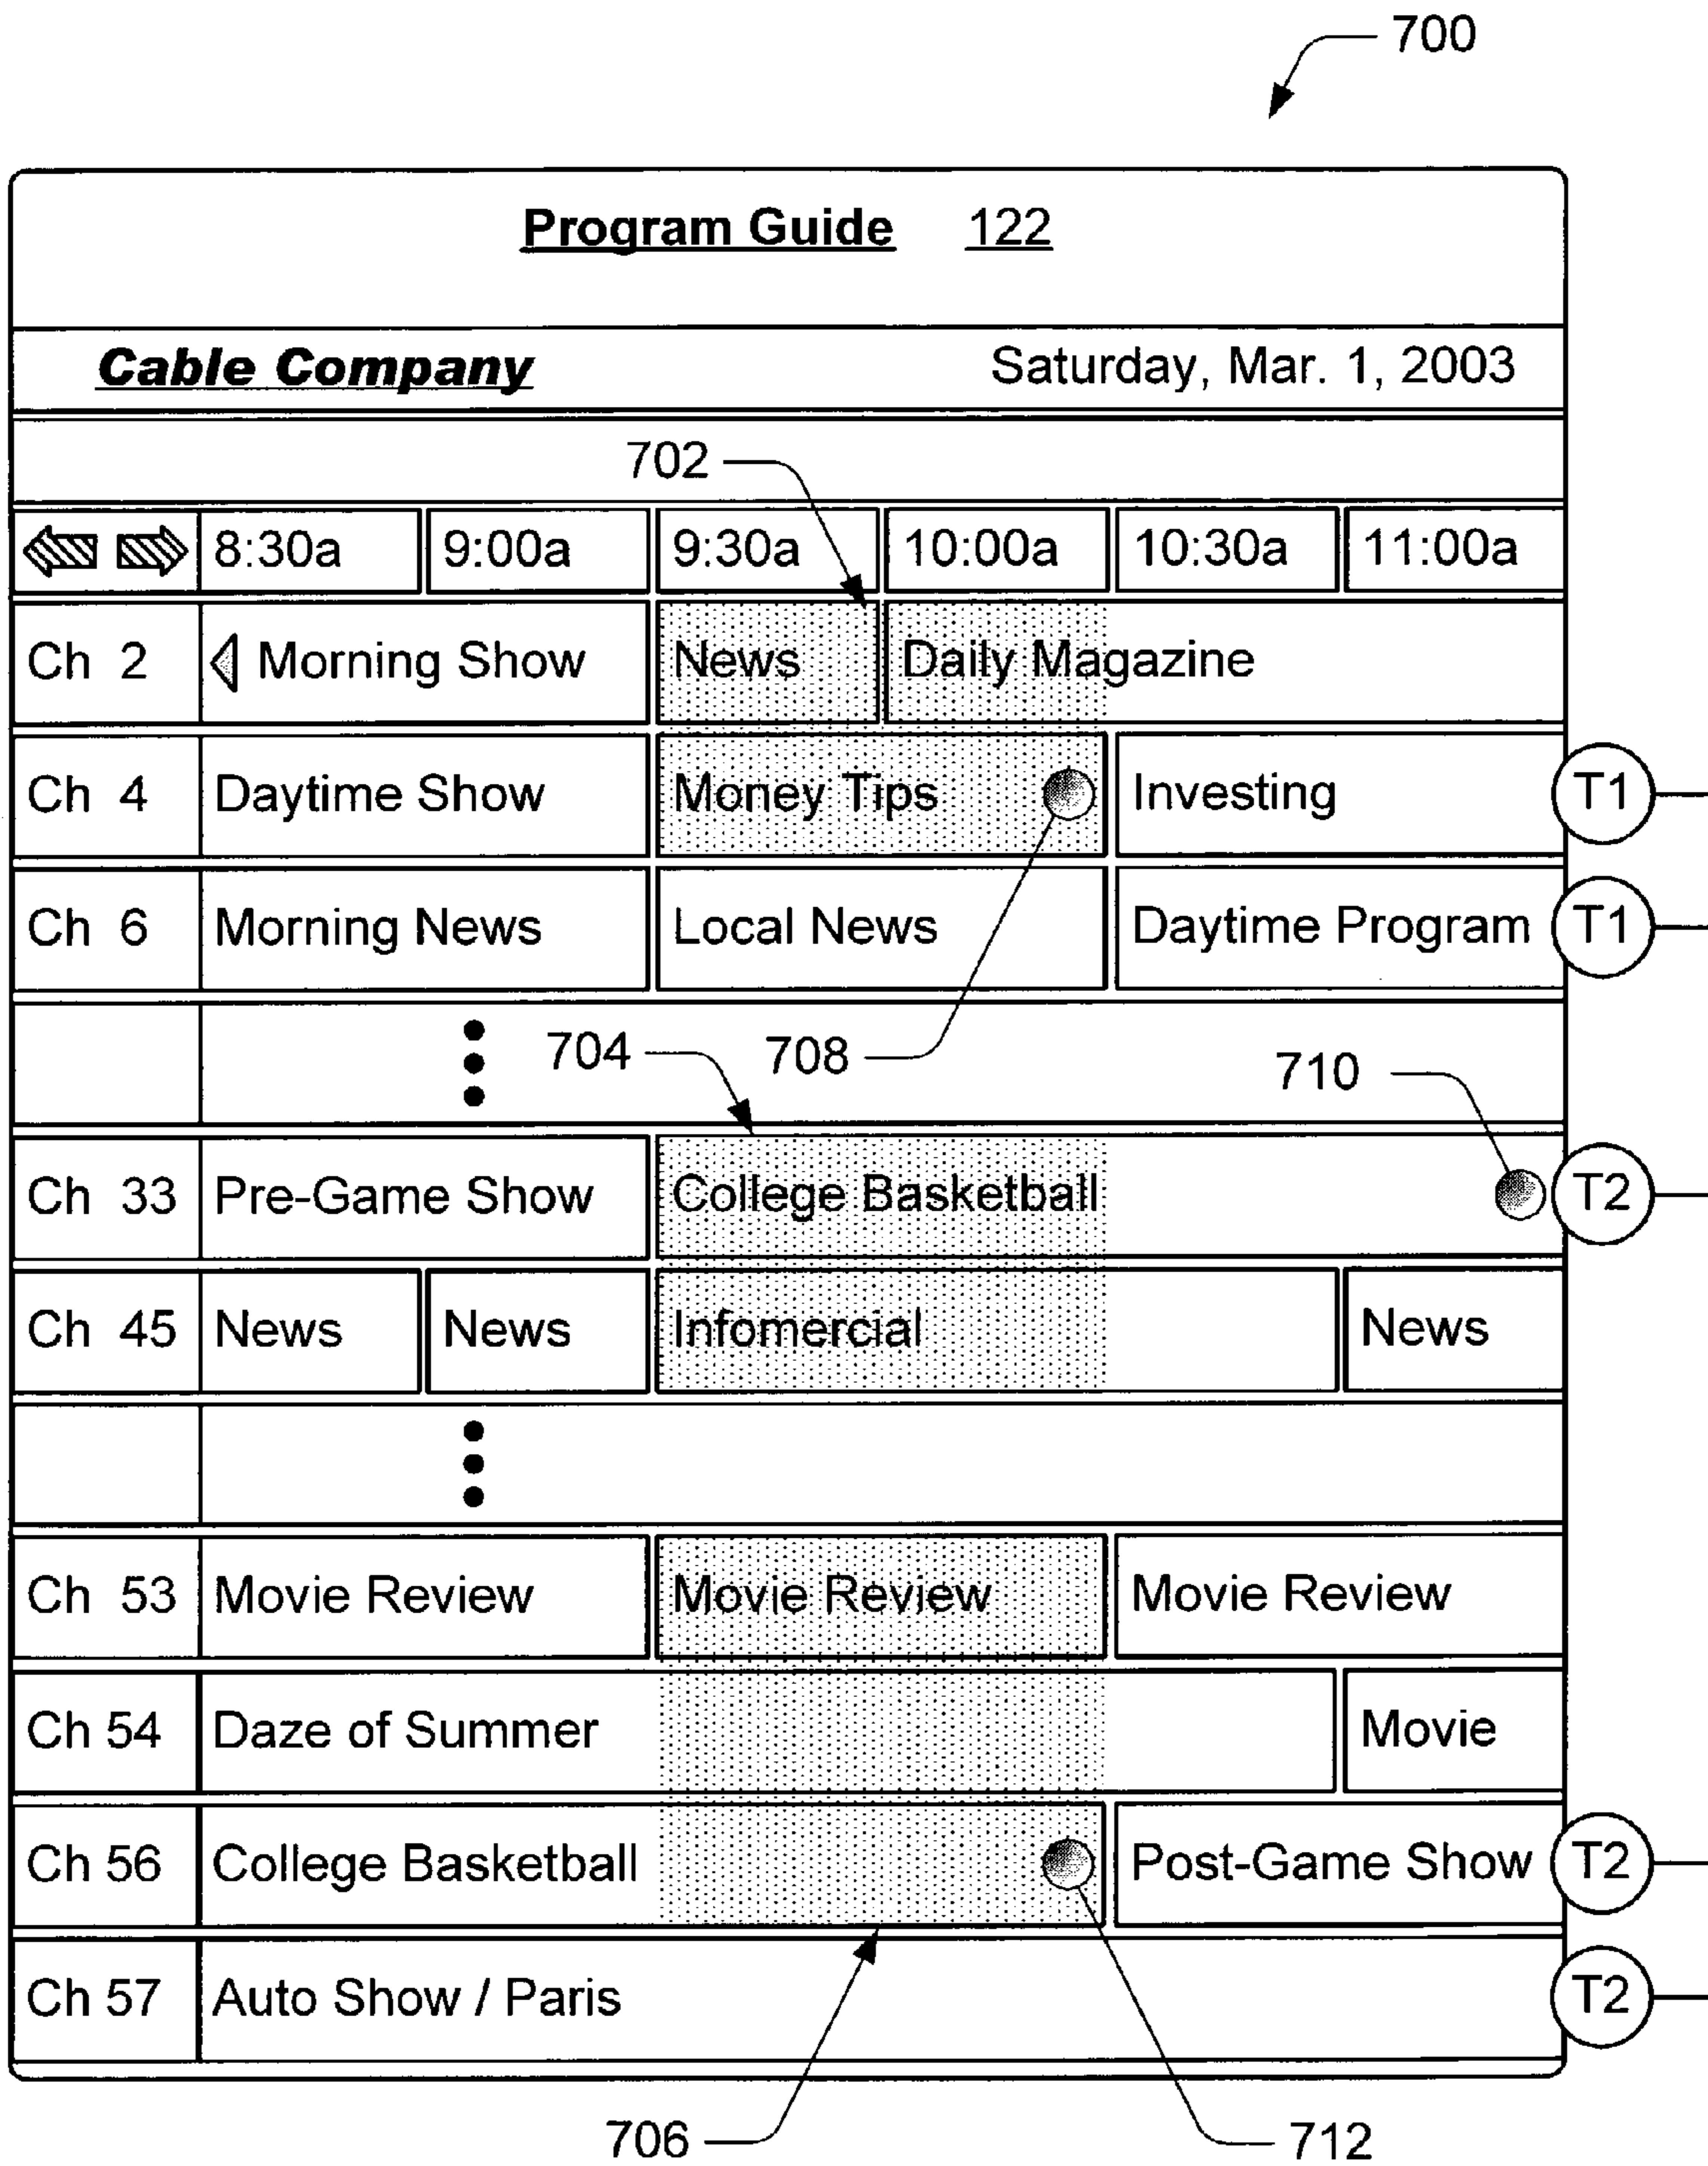 700
Program Guide 122
Cable Company Saturday, Mar. 1, 2003
702
8:30a 9:00a 9:30a 10:00a 10:30a 11:00a
Ch 2 Morning Show News Daily Magazine
Ch 4 Daytime Show Money Tips Investing T1
Ch 6 Morning News Local News Daytime Program T1
704 708 710
Ch 33 Pre-Game Show College Basketball T2
Ch 45 News News Infomercial News
Ch 53 Movie Review Movie Review Movie Review
Ch 54 Daze of Summer Movie
Ch 56 College Basketball Post-Game Show T2
Ch 57 Auto Show / Paris T2
706 712